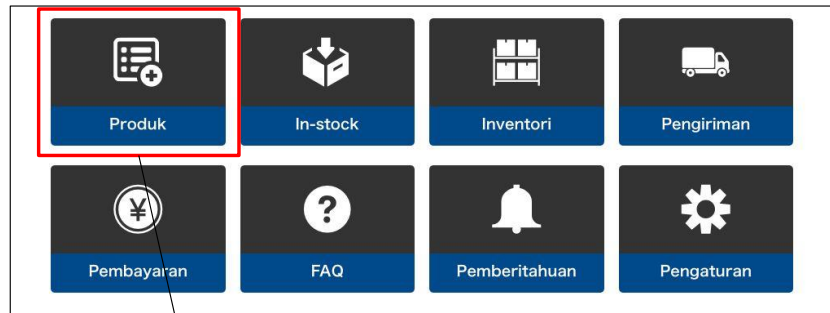 Produk
In-stock
Inventori
Pengiriman
Pembayaran
FAQ
Pemberitahuan
Pengaturan